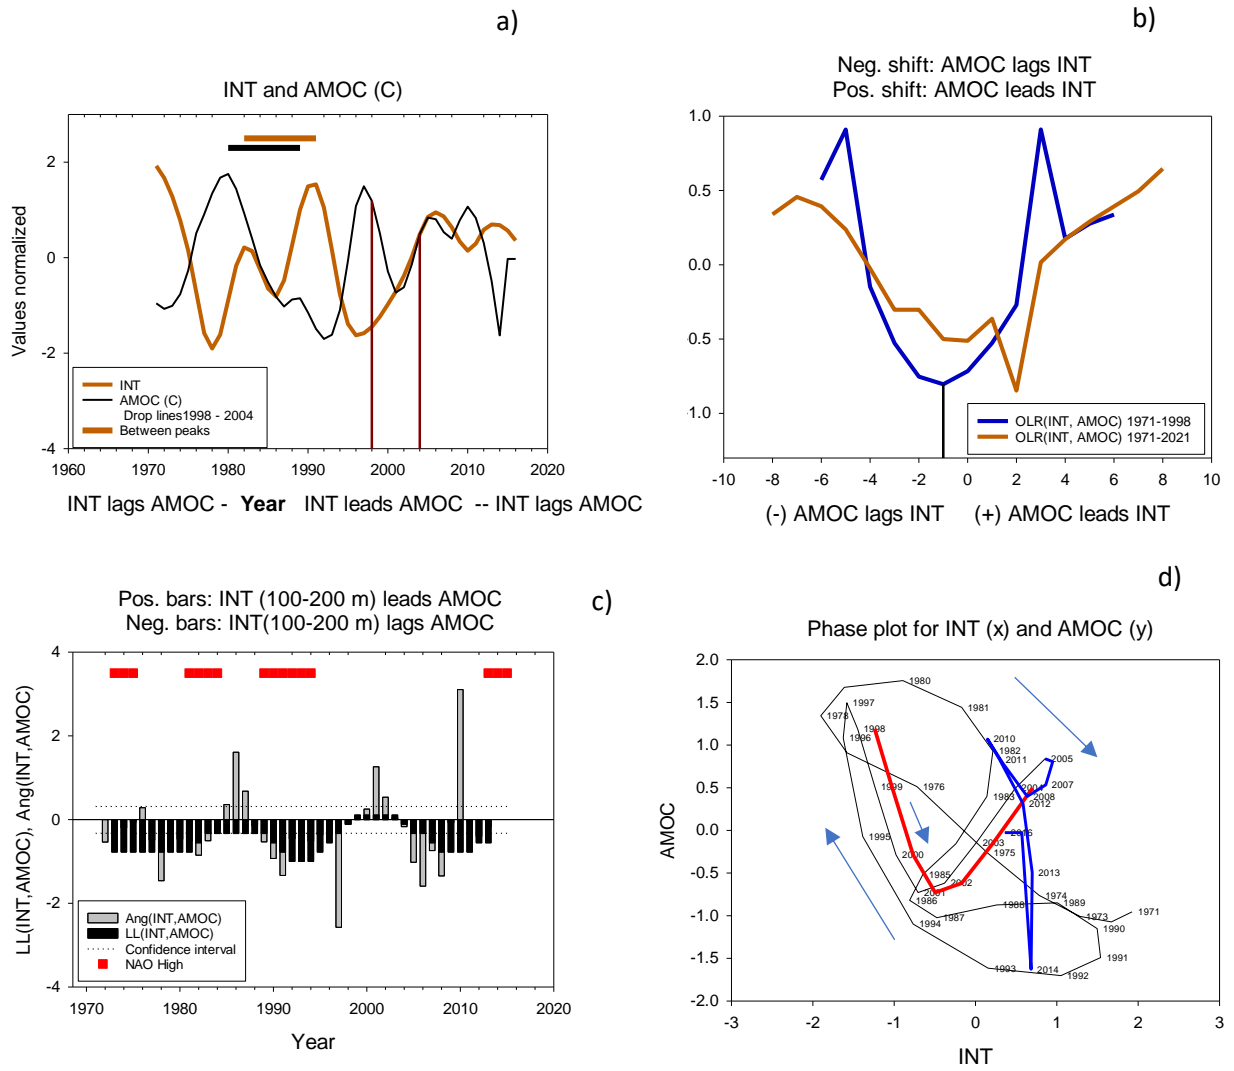 a)
INT and AMOC (C)
Values normalized
2
0
-2
-4
INT
AMOC (C)
Drop lines1998 - 2004
Between peaks
1960 1970 1980 1990 2000 2010 2020
INT lags AMOC - Year INT leads AMOC -- INT lags AMOC
b)
Neg. shift: AMOC lags INT
Pos. shift: AMOC leads INT
1.0
0.5
0.0
0.5
1.0
OLR(INT, AMOC) 1971-1998
OLR(INT, AMOC) 1971-2021
-10 -8 -6 -4 -2 0 2 4 6 8 10
(-) AMOC lags INT (+) AMOC leads INT
c)
Pos. bars: INT (100-200 m) leads AMOC
Neg. bars: INT(100-200 m) lags AMOC
LL(INT,AMOC), Ang(INT,AMOC)
4
2
0
-2
-4
Ang(INT,AMOC)
LL(INT,AMOC)
Confidence interval
NAO High
1970 1980 1990 2000 2010 2020
Year
d)
Phase plot for INT (x) and AMOC (y)
AMOC
2.0
1.5
1.0
0.5
0.0
-0.5
-1.0
-1.5
-2.0
1980
1997
1978
1981
1998
1996
2010
1982
2011
2005
1976
1999
2004
2007
1983
2008
2012
1995
2016
2003
1975
2000
1985
2002
2013
2001
1986
1974
1988
1989
1971
1987
1973
1994
1990
1991
1993
2014
1992
-3 -2 -1 0 1 2 3
INT